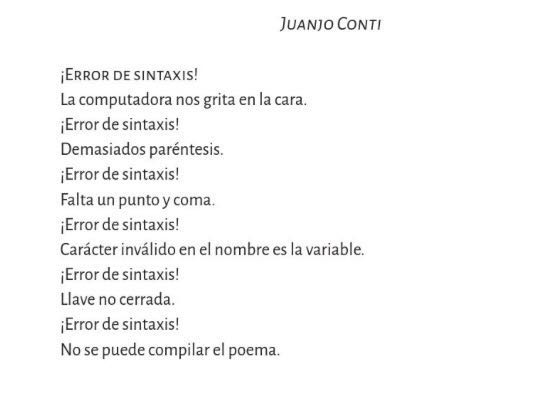 Juanjo Conti
¡Error de sintaxis!
La computadora nos grita en la cara.
¡Error de sintaxis!
Demasiados paréntesis.
¡Error de sintaxis!
Falta un punto y coma.
¡Error de sintaxis!
Carácter inválido en el nombre es la variable.
¡Error de sintaxis!
Llave no cerrada.
¡Error de sintaxis!
No se puede compilar el poema.